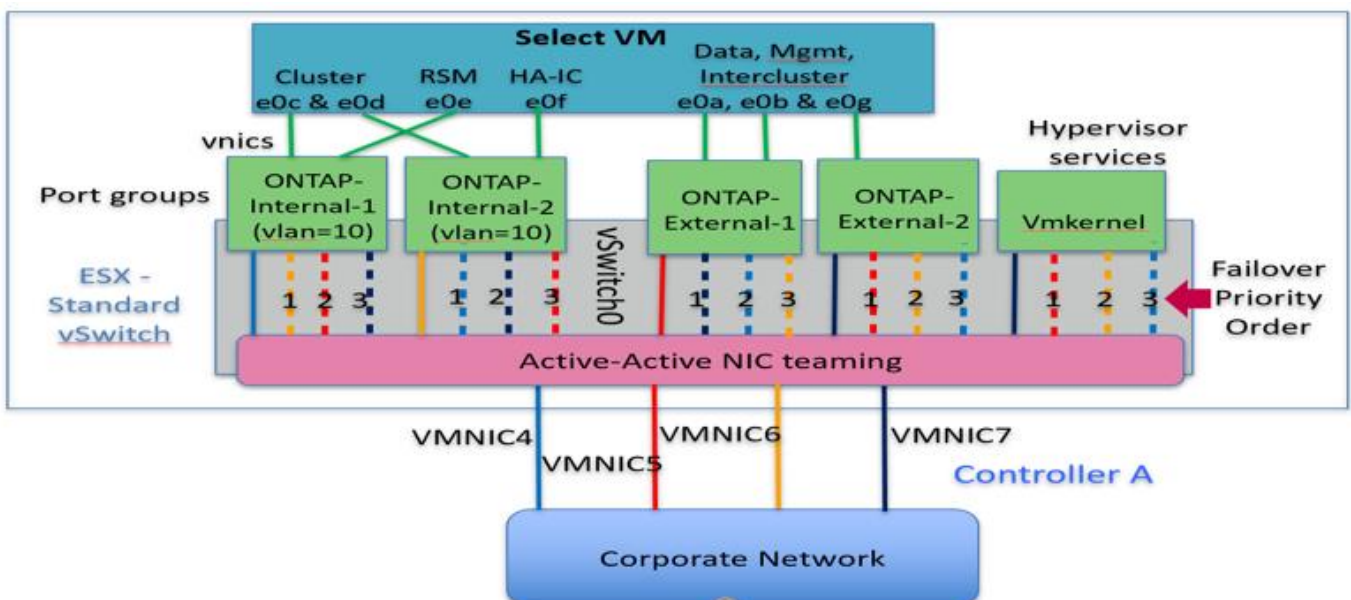 Select VM
Cluster
e0c & e0d
RSM
e0e
HA-IC
e0f
Data, Mgmt,
Intercluster
e0a, e0b & e0g
vnics
Hypervisor
services
Port groups
ONTAP-
Internal-1
(vlan=10)
ONTAP-
Internal-2
(vlan=10)
ONTAP-
External-1
ONTAP-
External-2
Vmkernel
ESX -
Standard
vSwitch
vSwitch0
1 2 3
1 2 3
1 2 3
1 2 3
1 2 3
Failover
Priority
Order
Active-Active NIC teaming
VMNIC4
VMNIC5
VMNIC6
VMNIC7
Controller A
Corporate Network